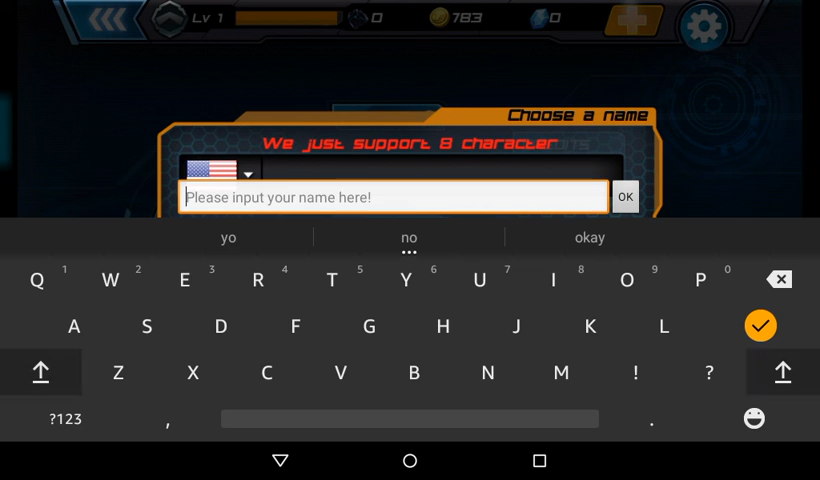 Lv 1 0 783 0
Choose a name
We just support 8 character
Please input your name here! OK
yo no okay
Q 1 W 2 E 3 R 4 T 5 Y 6 U 7 I 8 O 9 P 0
A S D F G H J K L
Z X C V B N M ! ?
?123 , .